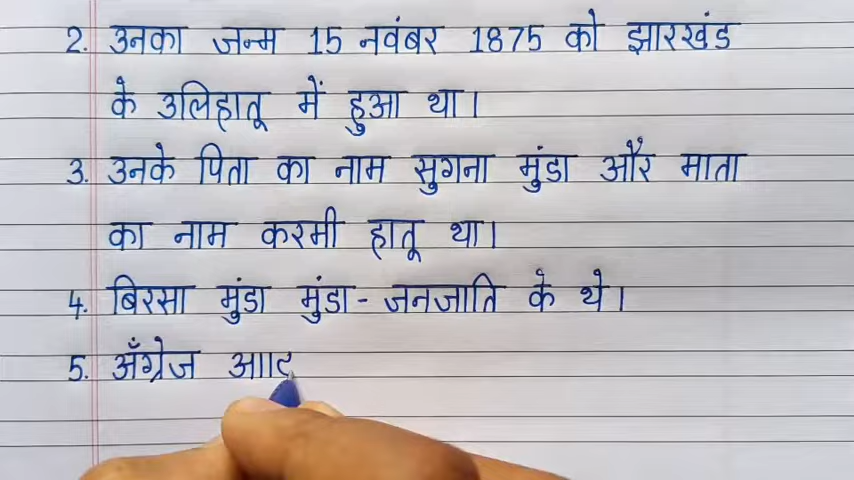 2. उनका जन्म 15 नवंबर 1875 को झारखंड
के उलिहातू में हुआ था।
3. उनके पिता का नाम सुगना मुंडा और माता
का नाम करमी हातू था।
4. बिरसा मुंडा मुंडा - जनजाति के थे।
5. अँग्रेज